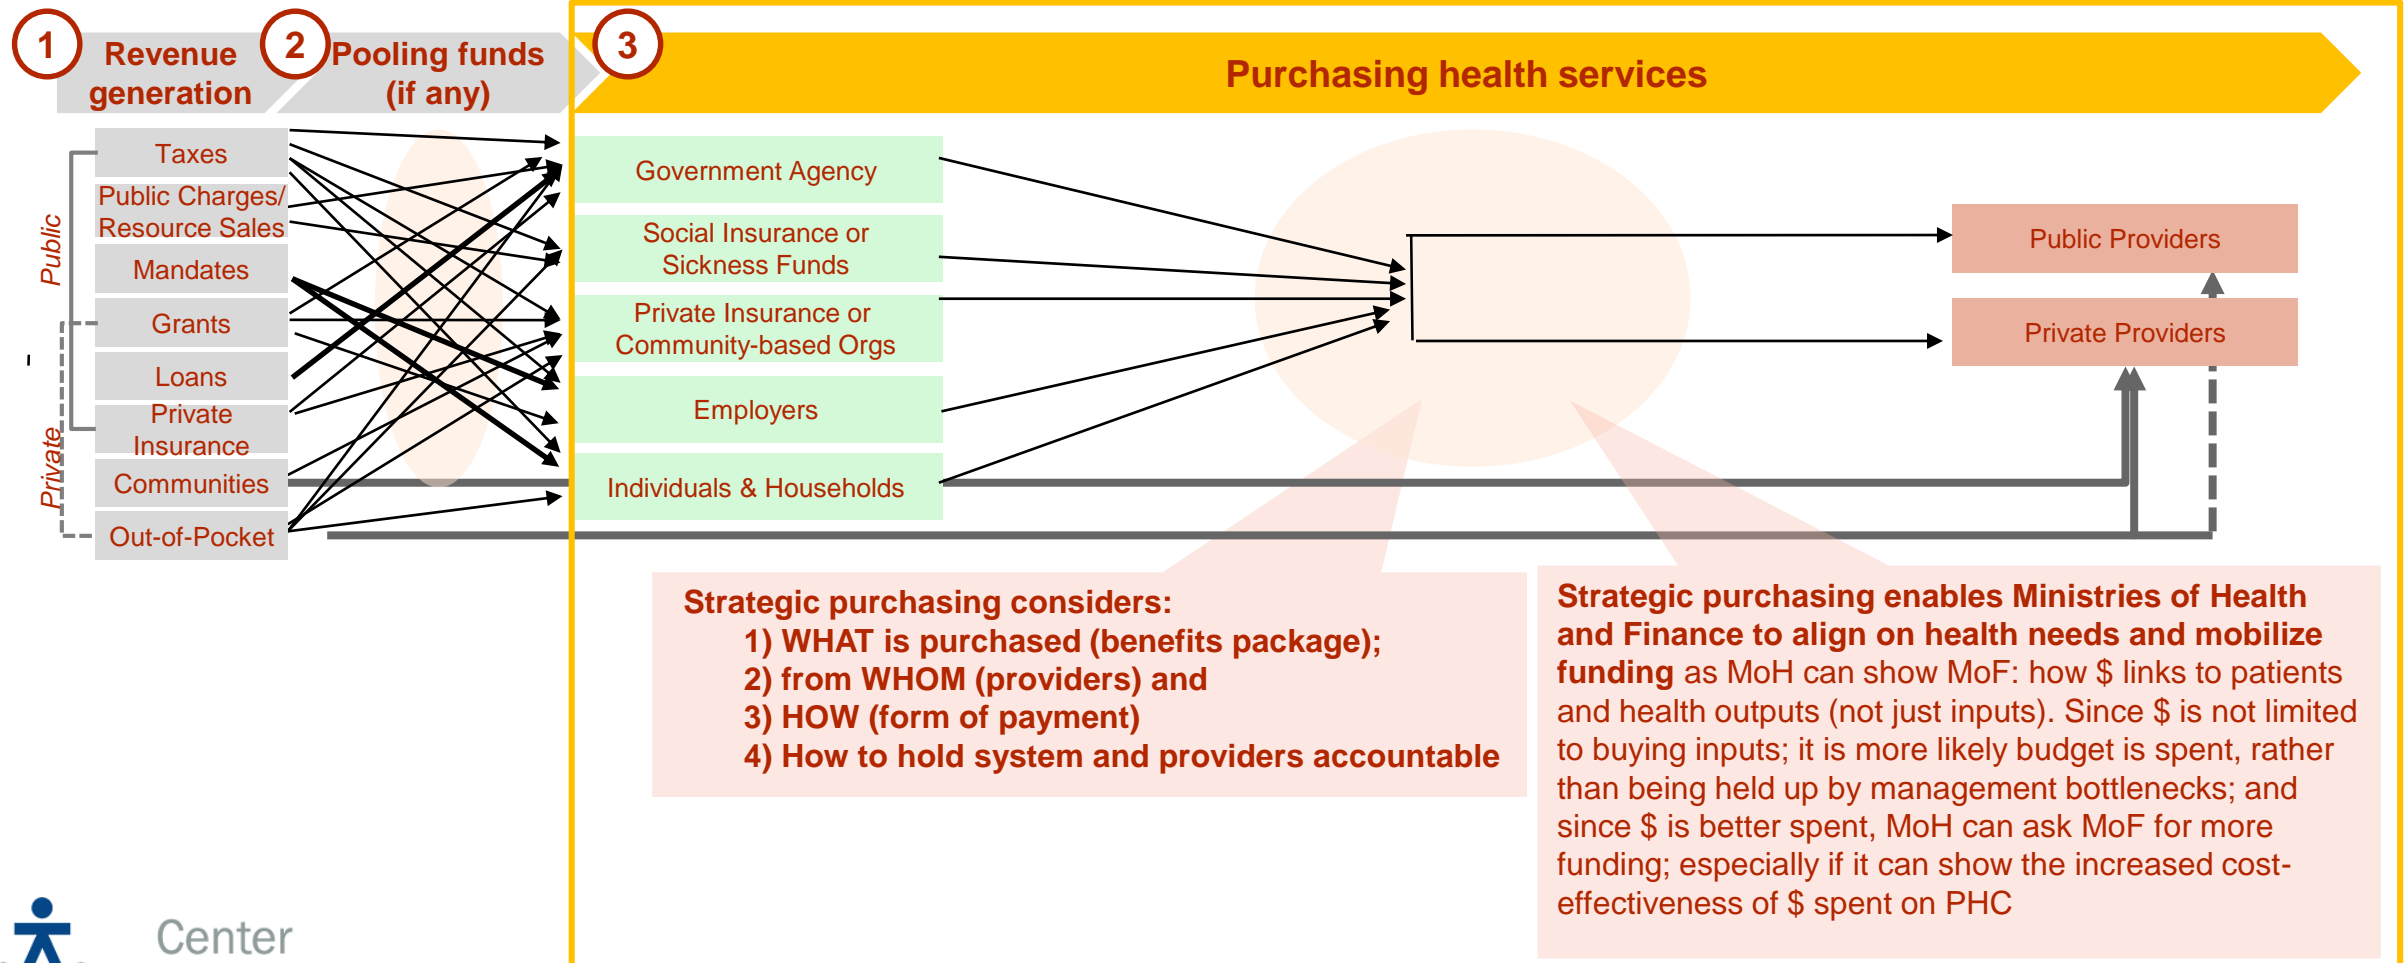 1
Revenue
generation
2
Pooling funds
(if any)
3
Purchasing health services
Public
Private
Taxes
Public Charges/
Resource Sales
Mandates
Grants
Loans
Private
Insurance
Communities
Out-of-Pocket
Government Agency
Social Insurance or
Sickness Funds
Private Insurance or
Community-based Orgs
Employers
Individuals & Households
Public Providers
Private Providers
Strategic purchasing considers:
1) WHAT is purchased (benefits package);
2) from WHOM (providers) and
3) HOW (form of payment)
4) How to hold system and providers accountable
Strategic purchasing enables Ministries of Health
and Finance to align on health needs and mobilize
funding as MoH can show MoF: how $ links to patients
and health outputs (not just inputs). Since $ is not limited
to buying inputs; it is more likely budget is spent, rather
than being held up by management bottlenecks; and
since $ is better spent, MoH can ask MoF for more
funding; especially if it can show the increased cost-
effectiveness of $ spent on PHC
Center